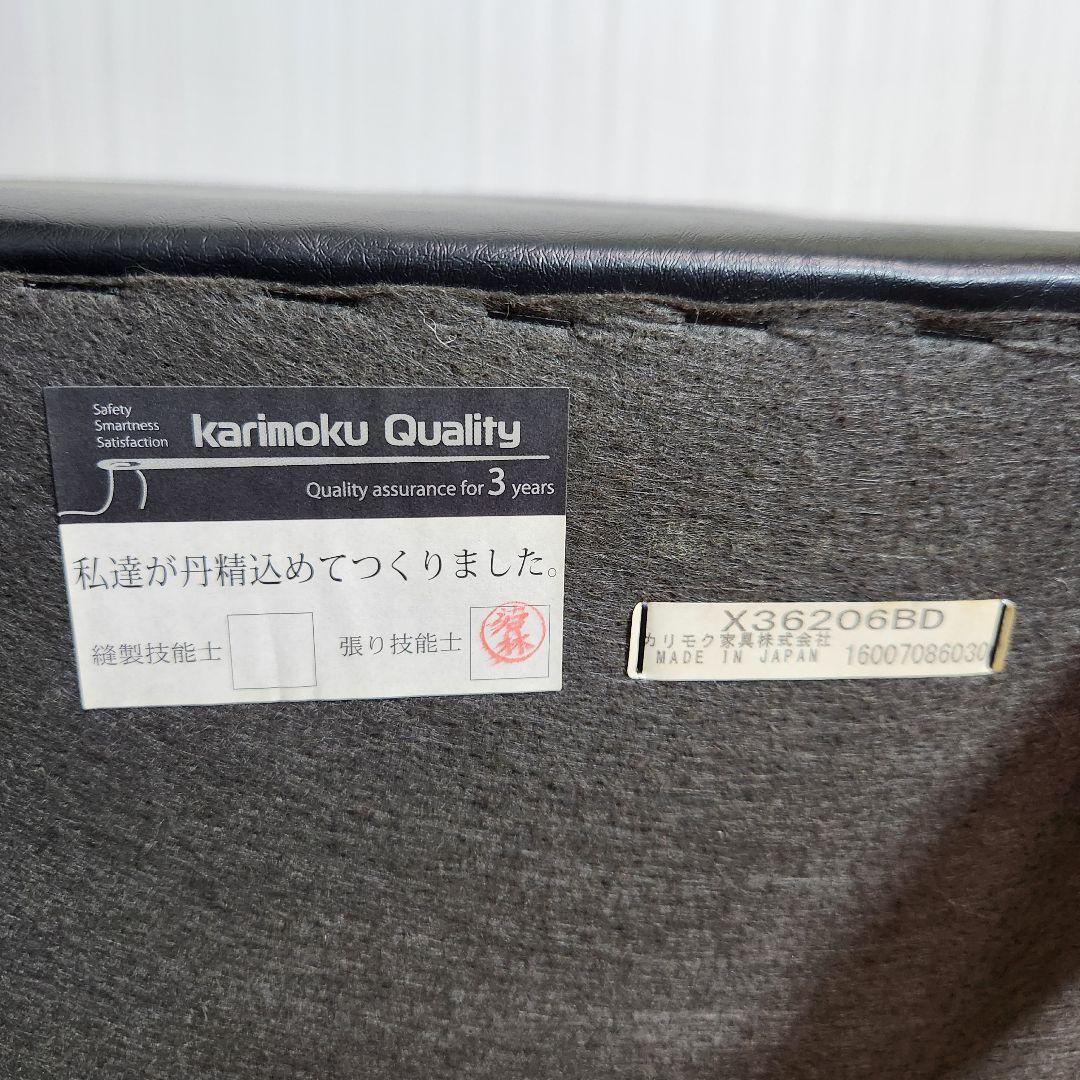 Safety
Smartness
Satisfaction
karimoku Quality
Quality assurance for 3 years
私達が丹精込めてつくりました。
縫製技能士
張り技能士
X36206BD
カリモク家具株式会社
MADE IN JAPAN 16007086030